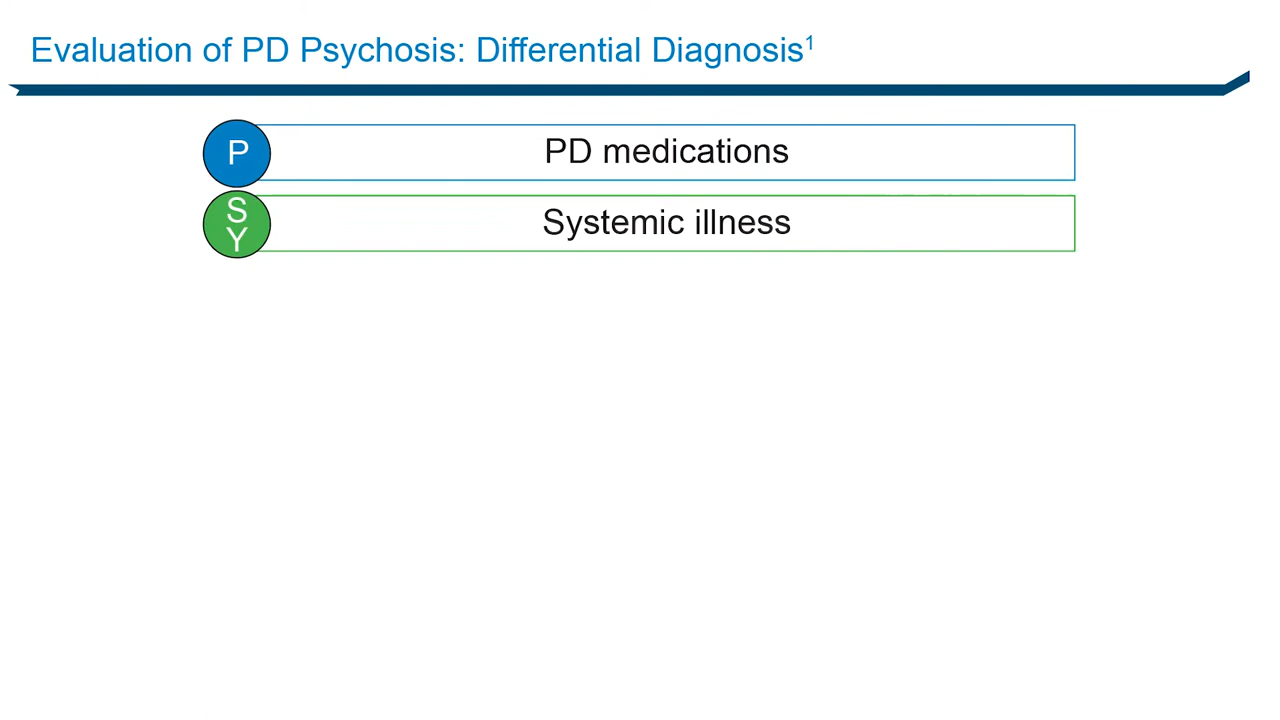 Evaluation of PD Psychosis: Differential Diagnosis1
P
PD medications
S
Y
Systemic illness